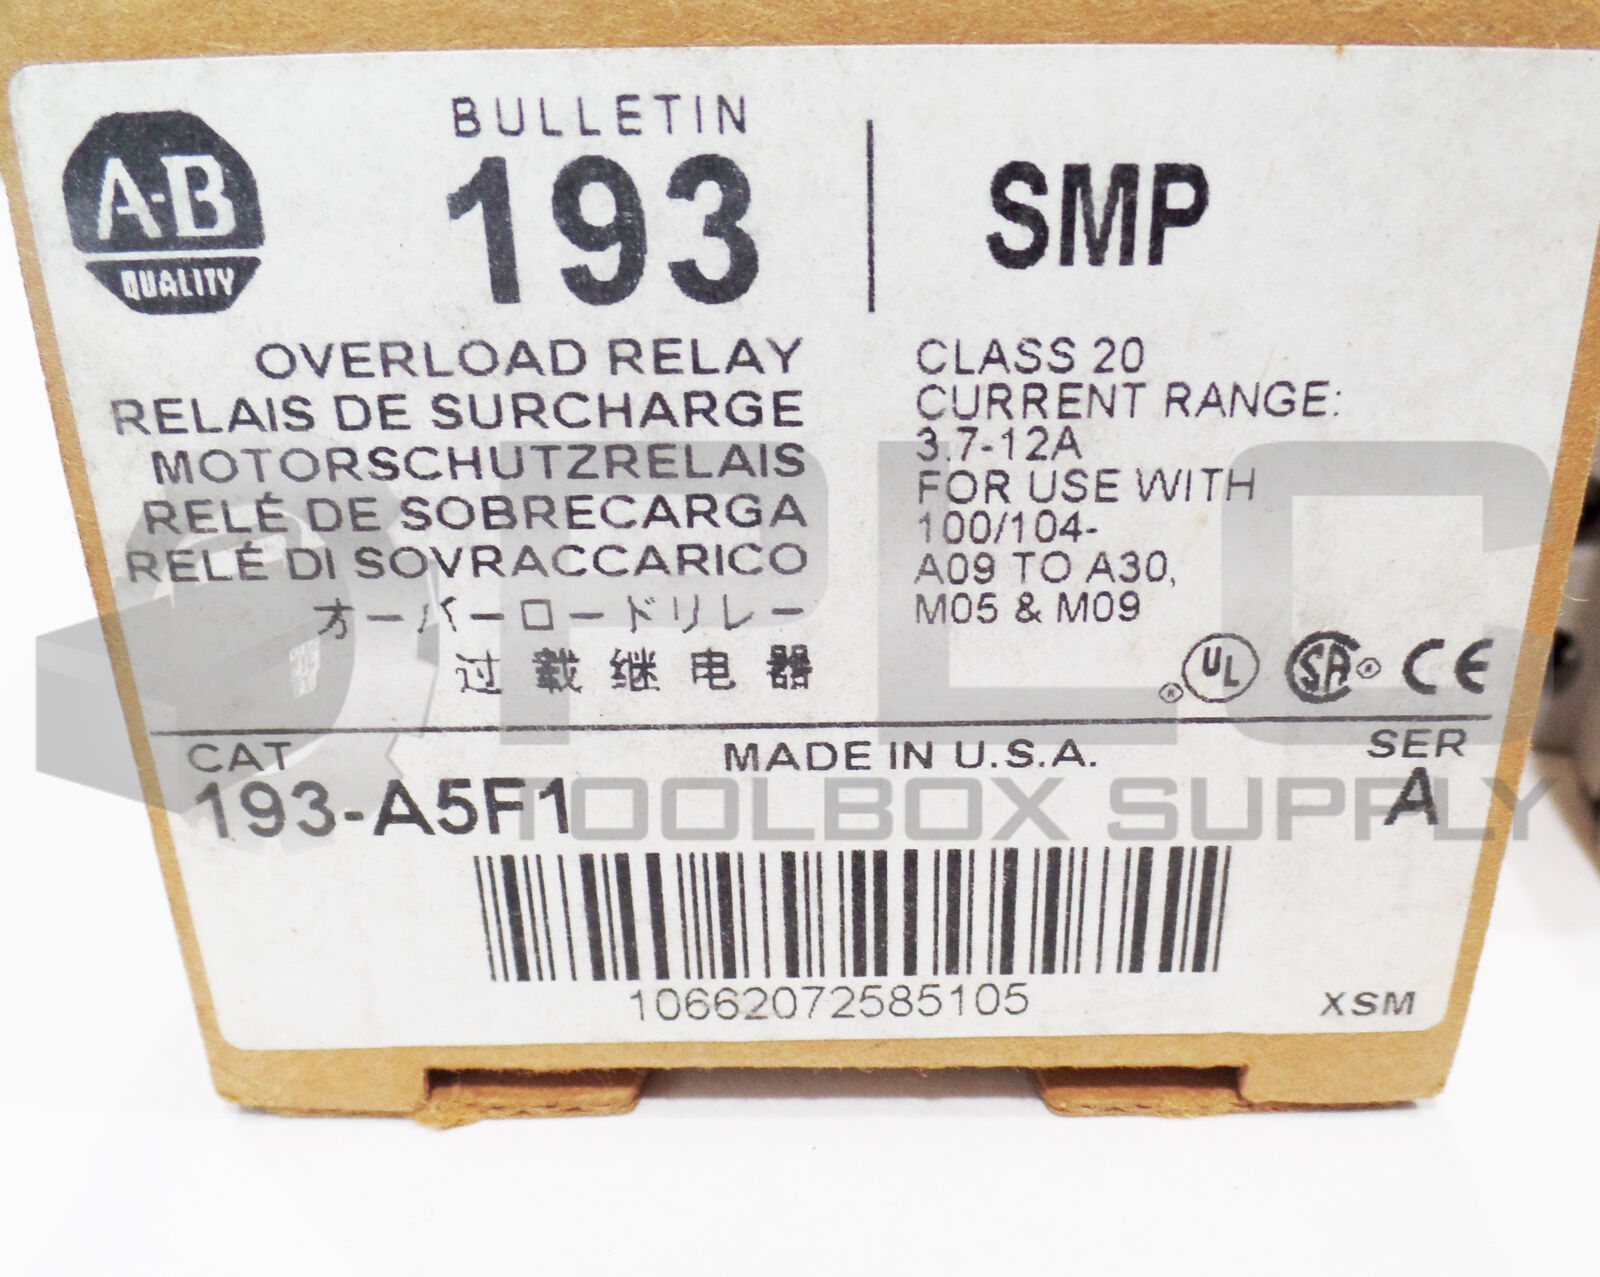 A-B
QUALITY
BULLETIN
193
SMP
OVERLOAD RELAY
RELAIS DE SURCHARGE
MOTORSCHUTZRELAIS
RELÉ DE SOBRECARGA
RELÉ DI SOVRACCARICO
オーバーロードリレー
过载继电器
CLASS 20
CURRENT RANGE:
3.7-12A
FOR USE WITH
100/104-
A09 TO A30,
M05 & M09
® UL SA ® CE
CAT
193-A5F1
MADE IN U.S.A.
SER
A
10662072585105
XSM
PLC
TOOLBOX SUPPLY